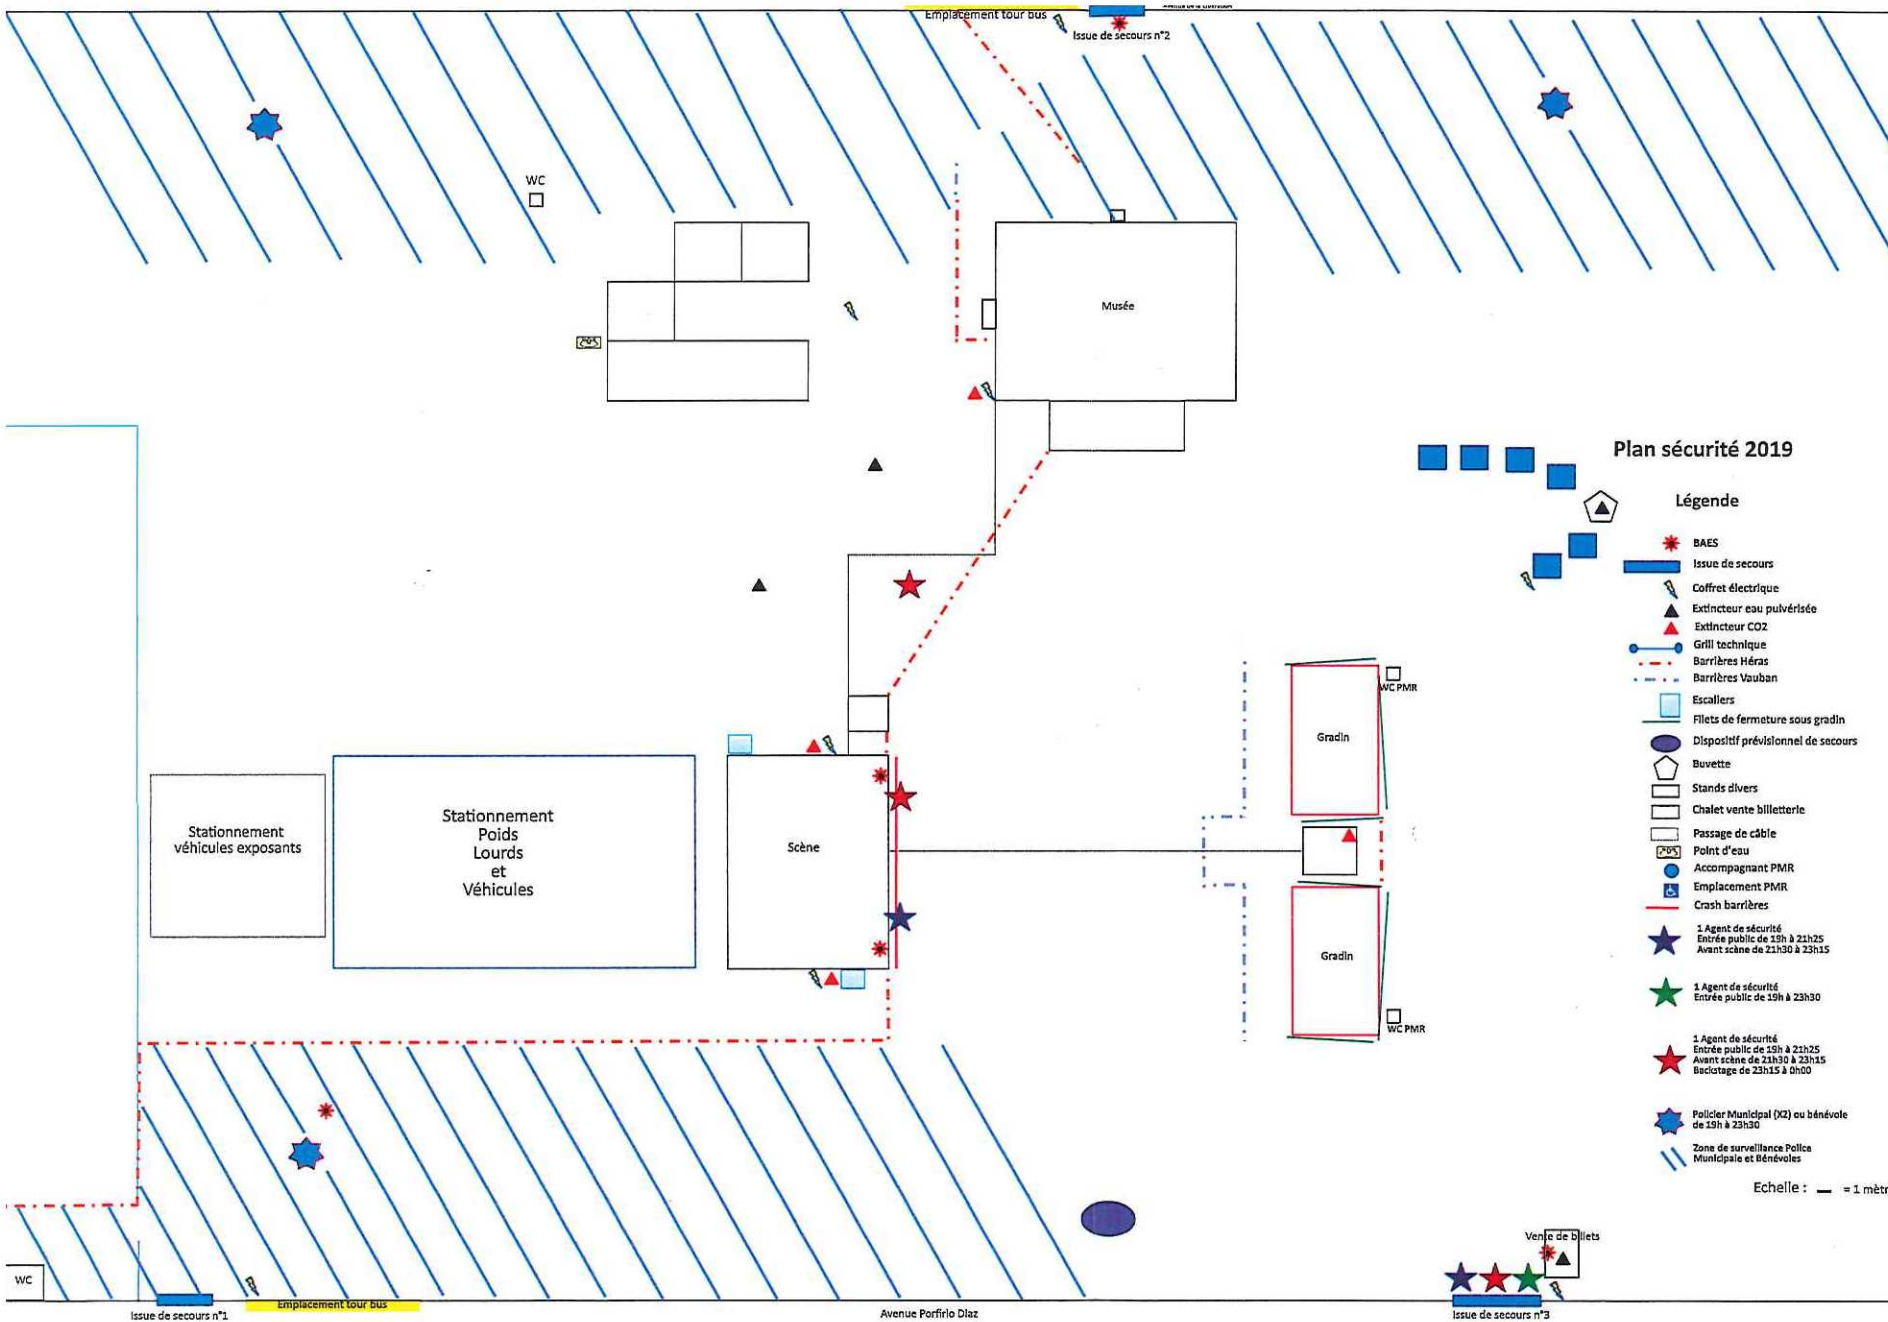 Emplacement tour bus
Avenue de la Libération
Issue de secours n°2
WC
Musée
Plan sécurité 2019
Légende
BAES
Issue de secours
Coffret électrique
Extincteur eau pulvérisée
Extincteur CO2
Grill technique
Barrières Héras
Barrières Vauban
Escaliers
Filets de fermeture sous gradin
Dispositif prévisionnel de secours
Buvette
Stands divers
Chalet vente billetterie
Passage de câble
Point d'eau
Accompagnant PMR
Emplacement PMR
Crash barrières
1 Agent de sécurité
Entrée public de 19h à 21h25
Avant scène de 21h30 à 23h15
1 Agent de sécurité
Entrée public de 19h à 23h30
1 Agent de sécurité
Entrée public de 19h à 21h25
Avant scène de 21h30 à 23h15
Backstage de 23h15 à 0h00
Policier Municipal (X2) ou bénévole
de 19h à 23h30
Zone de surveillance Police
Municipale et Bénévoles
Echelle : = 1 mètr
WC PMR
Gradin
Stationnement
véhicules exposants
Stationnement
Poids
Lourds
et
Véhicules
Scène
Gradin
WC PMR
Vente de billets
WC
Issue de secours n°1
Emplacement tour bus
Avenue Porfirio Diaz
Issue de secours n°3